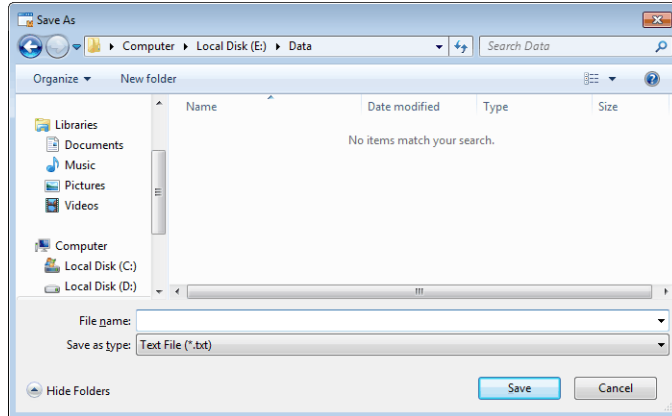 Save As
Computer Local Disk (E:) Data Search Data
Organize New folder
Name Date modified Type Size
No items match your search.
Libraries
Documents
Music
Pictures
Videos
Computer
Local Disk (C:)
Local Disk (D:)
File name:
Save as type: Text File (*.txt)
Hide Folders Save Cancel